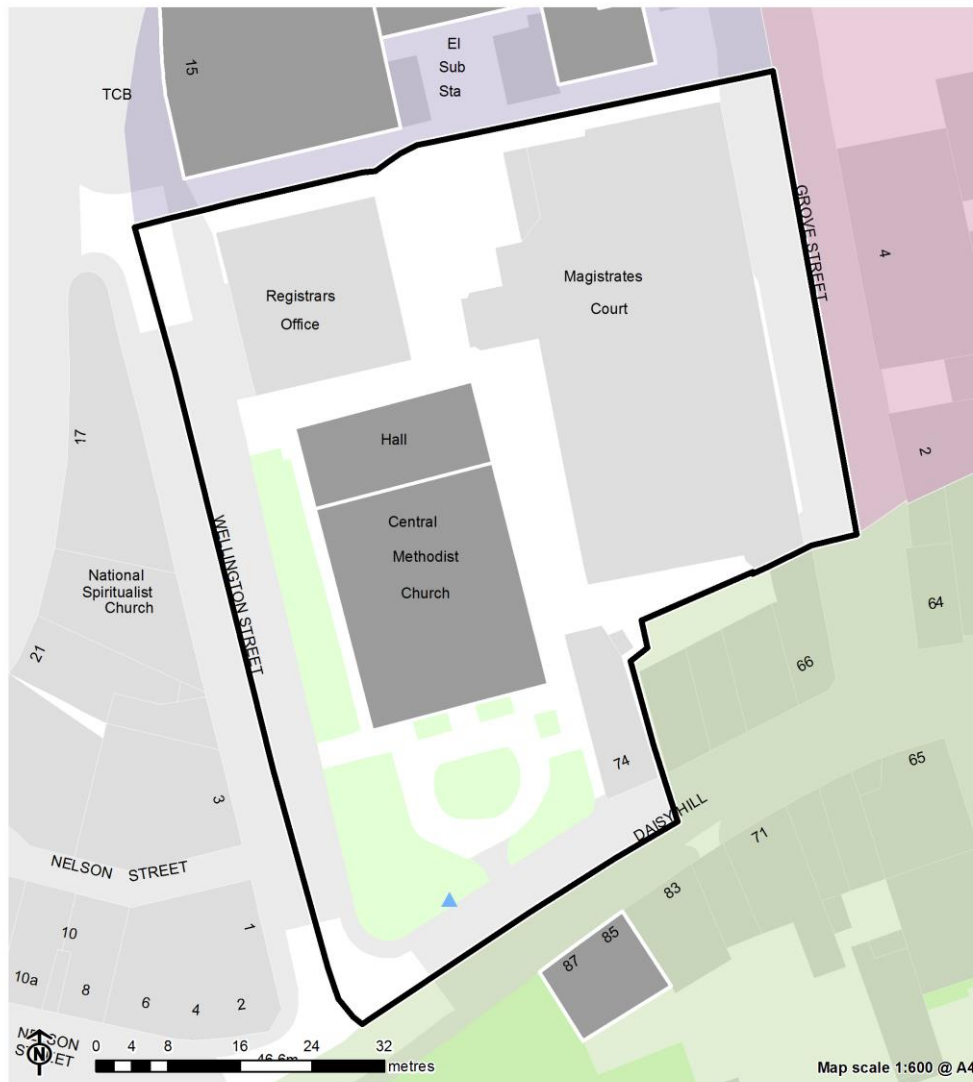 15
El
Sub
Sta
TCB
GROVE STREET
4
Magistrates
Court
Registrars
Office
17
Hall
2
Central
Methodist
Church
WELLINGTON STREET
National
Spiritualist
Church
64
21
66
74
65
3
DAISY HILL
71
NELSON STREET
83
1
85
10
87
10a
8
6
4
2
NELSON
STREET
N
0 4 8 16 24 32
46.6m
metres
Map scale 1:600 @ A4